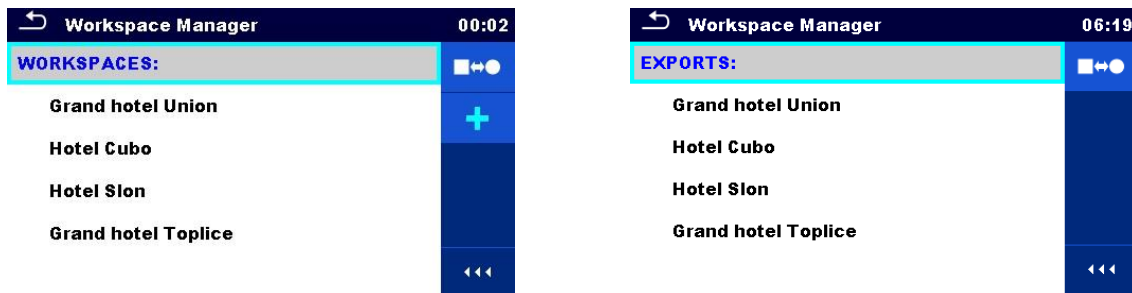 Workspace Manager 00:02
WORKSPACES:
Grand hotel Union
Hotel Cubo
Hotel Slon
Grand hotel Toplice
Workspace Manager 06:19
EXPORTS:
Grand hotel Union
Hotel Cubo
Hotel Slon
Grand hotel Toplice